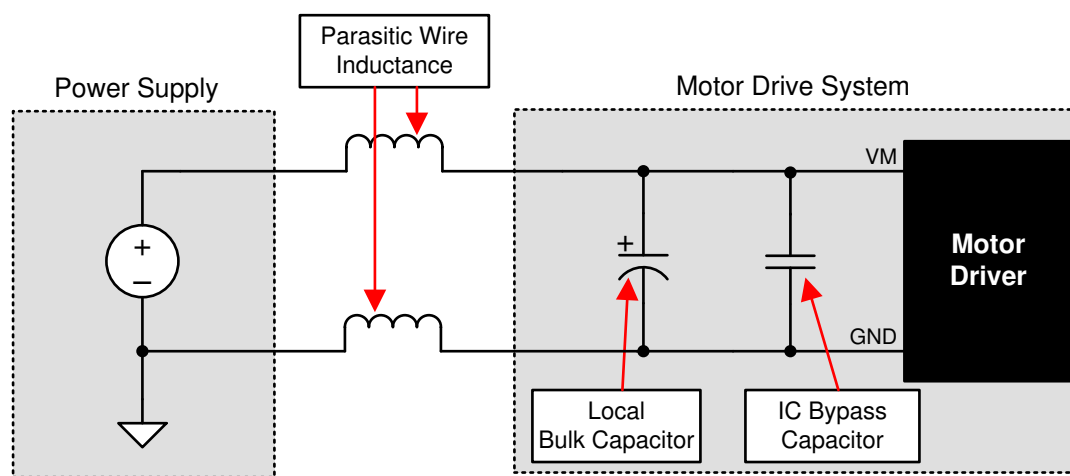 Parasitic Wire
Inductance
Power Supply
Motor Drive System
VM
+
+
–
Motor
Driver
GND
Local
Bulk Capacitor
IC Bypass
Capacitor